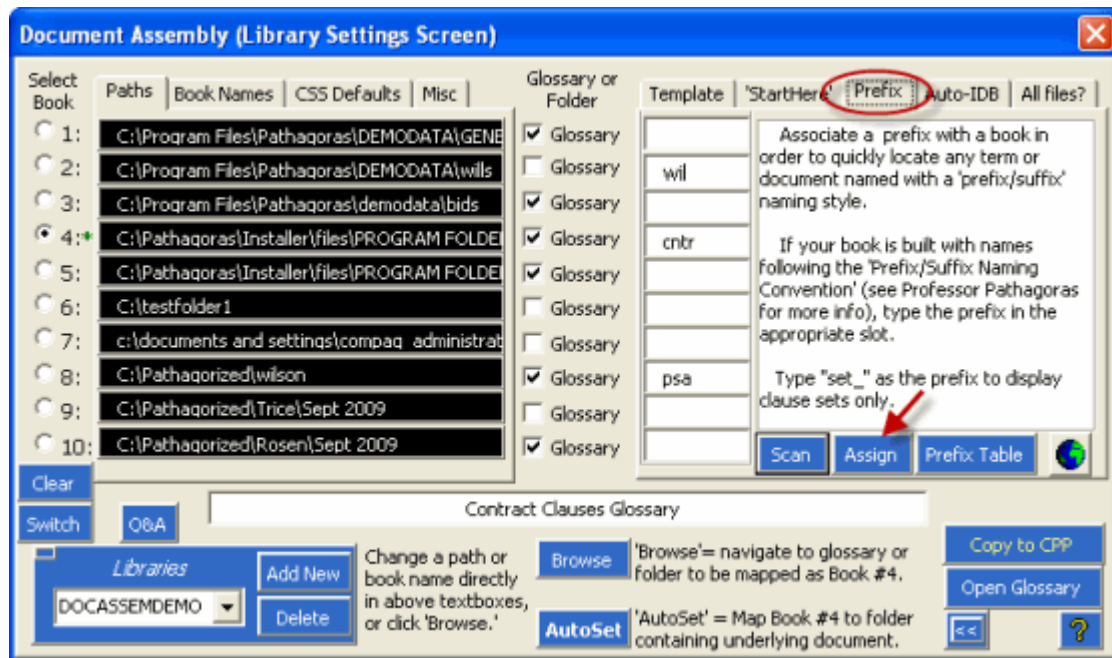 Document Assembly (Library Settings Screen)
Select Book
Paths Book Names CSS Defaults Misc
Glossary or Folder
Template 'StartHere' Prefix Auto-IDB All files?
1: C:\Program Files\Pathagoras\DEMODATA\GENE Glossary
2: C:\Program Files\Pathagoras\DEMODATA\wills Glossary wil
3: C:\Program Files\Pathagoras\demodata\bids Glossary
4:* C:\Pathagoras\Installer\files\PROGRAM FOLDE Glossary cntr
5: C:\Pathagoras\Installer\files\PROGRAM FOLDE Glossary
6: C:\testfolder1 Glossary
7: c:\documents and settings\compaq_administrat Glossary
8: C:\Pathagorized\wilson Glossary psa
9: C:\Pathagorized\Trice\Sept 2009 Glossary
10: C:\Pathagorized\Rosen\Sept 2009 Glossary
Associate a prefix with a book in
order to quickly locate any term or
document named with a 'prefix/suffix'
naming style.
If your book is built with names
following the 'Prefix/Suffix Naming
Convention' (see Professor Pathagoras
for more info), type the prefix in the
appropriate slot.
Type "set_" as the prefix to display
clause sets only.
Scan Assign Prefix Table
Clear
Switch
Q&A
Contract Clauses Glossary
Libraries
DOCASSEMDEMO
Add New
Delete
Change a path or
book name directly
in above textboxes,
or click 'Browse.'
Browse
'Browse'= navigate to glossary or
folder to be mapped as Book #4.
AutoSet
'AutoSet' = Map Book #4 to folder
containing underlying document.
Copy to CPP
Open Glossary
<<
?